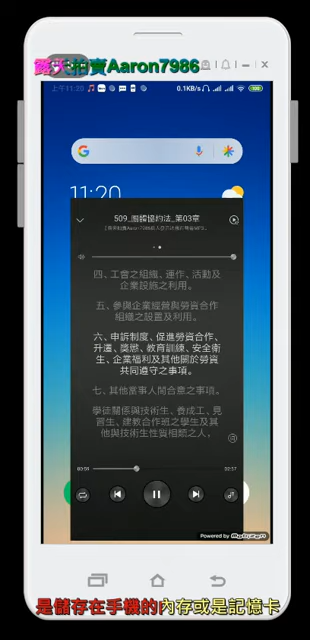 露天拍賣Aaron7986
上午11:20
0.1KB/s
11:20
509_團體協約法_第03章
四、工會之組織、運作、活動及
企業設施之利用。
五、參與企業經營與勞資合作
組織之設置及利用。
六、申訴制度、促進勞資合作、
升遷、獎懲、教育訓練、安全衛
生、企業福利及其他關於勞資
共同遵守之事項。
七、其他當事人間合意之事項。
學徒關係與技術生、養成工、見
習生、建教合作班之學生及其
他與技術生性質相類之人，
Powered by
是儲存在手機的內存或是記憶卡